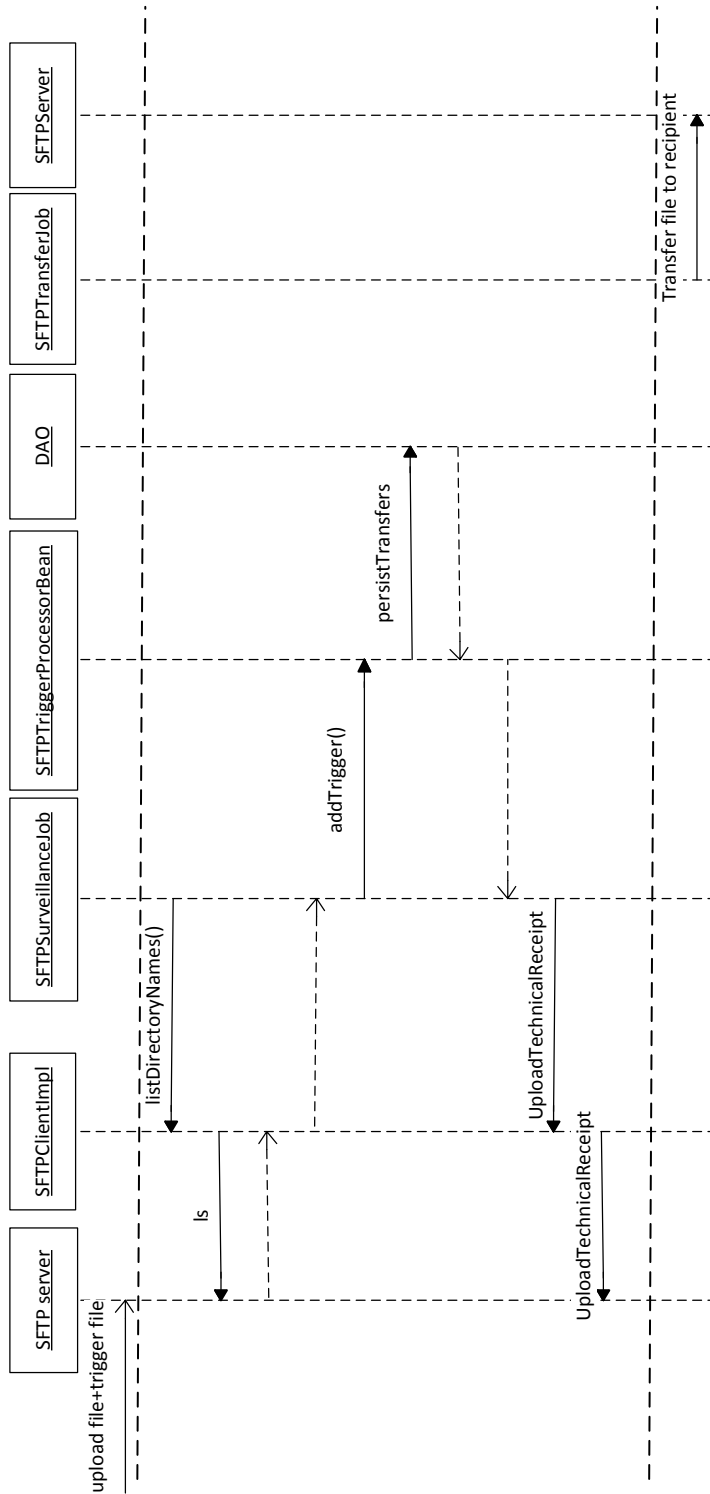 SFTP server
SFTPClientImpl
SFTPSurveillanceJob
SFTPTriggerProcessorBean
DAO
SFTPTransferJob
SFTPServer
upload file+trigger file
listDirectoryNames()
ls
addTrigger()
persistTransfers
UploadTechnicalReceipt
UploadTechnicalReceipt
Transfer file to recipient